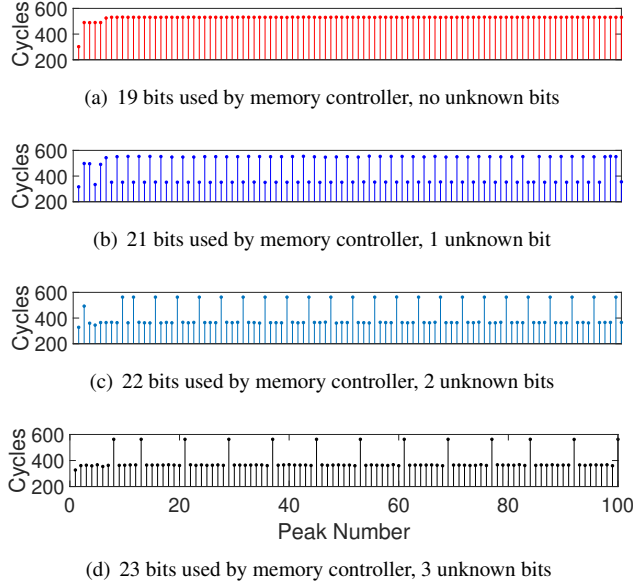 600
400
200
Cycles
(a) 19 bits used by memory controller, no unknown bits
600
400
200
Cycles
(b) 21 bits used by memory controller, 1 unknown bit
600
400
200
Cycles
(c) 22 bits used by memory controller, 2 unknown bits
600
400
200
Cycles
0 20 40 60 80 100
Peak Number
(d) 23 bits used by memory controller, 3 unknown bits